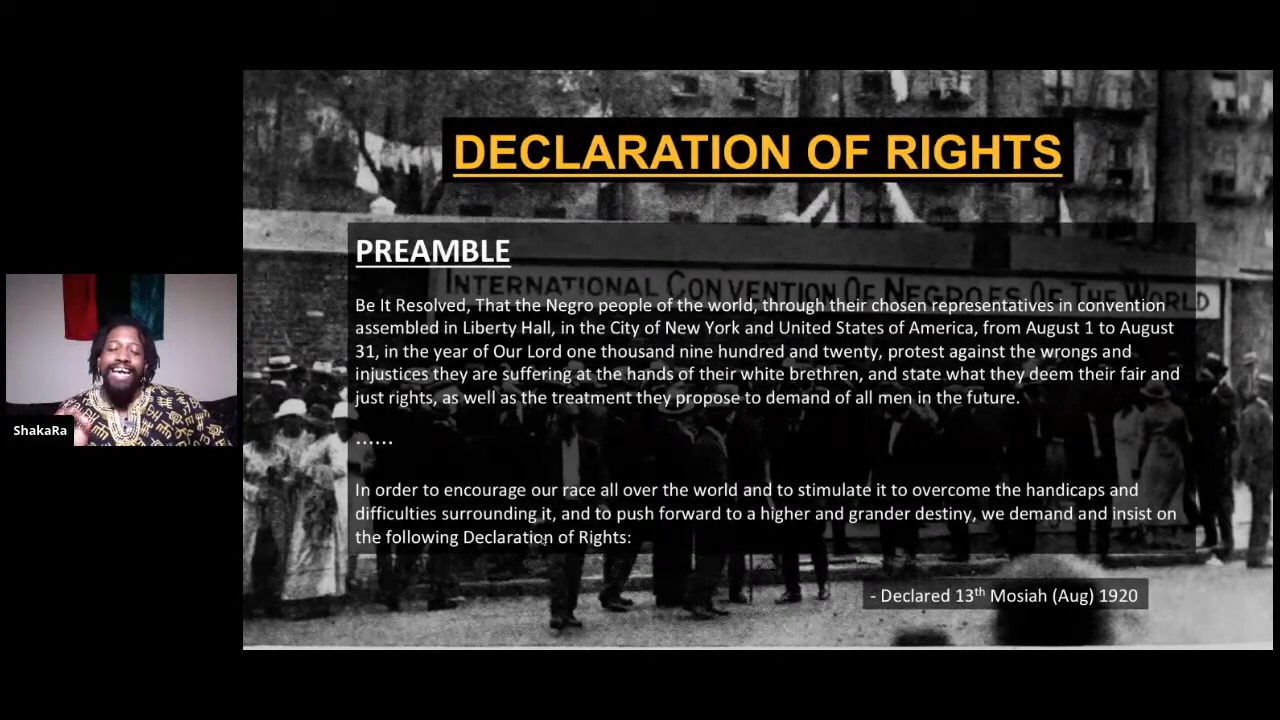 DECLARATION OF RIGHTS
PREAMBLE
INTERNATIONAL CONVENTION OF NEGROES OF THE WORLD
Be It Resolved, That the Negro people of the world, through their chosen representatives in convention
assembled in Liberty Hall, in the City of New York and United States of America, from August 1 to August
31, in the year of Our Lord one thousand nine hundred and twenty, protest against the wrongs and
injustices they are suffering at the hands of their white brethren, and state what they deem their fair and
just rights, as well as the treatment they propose to demand of all men in the future.
......
In order to encourage our race all over the world and to stimulate it to overcome the handicaps and
difficulties surrounding it, and to push forward to a higher and grander destiny, we demand and insist on
the following Declaration of Rights:
- Declared 13th Mosiah (Aug) 1920
ShakaRa